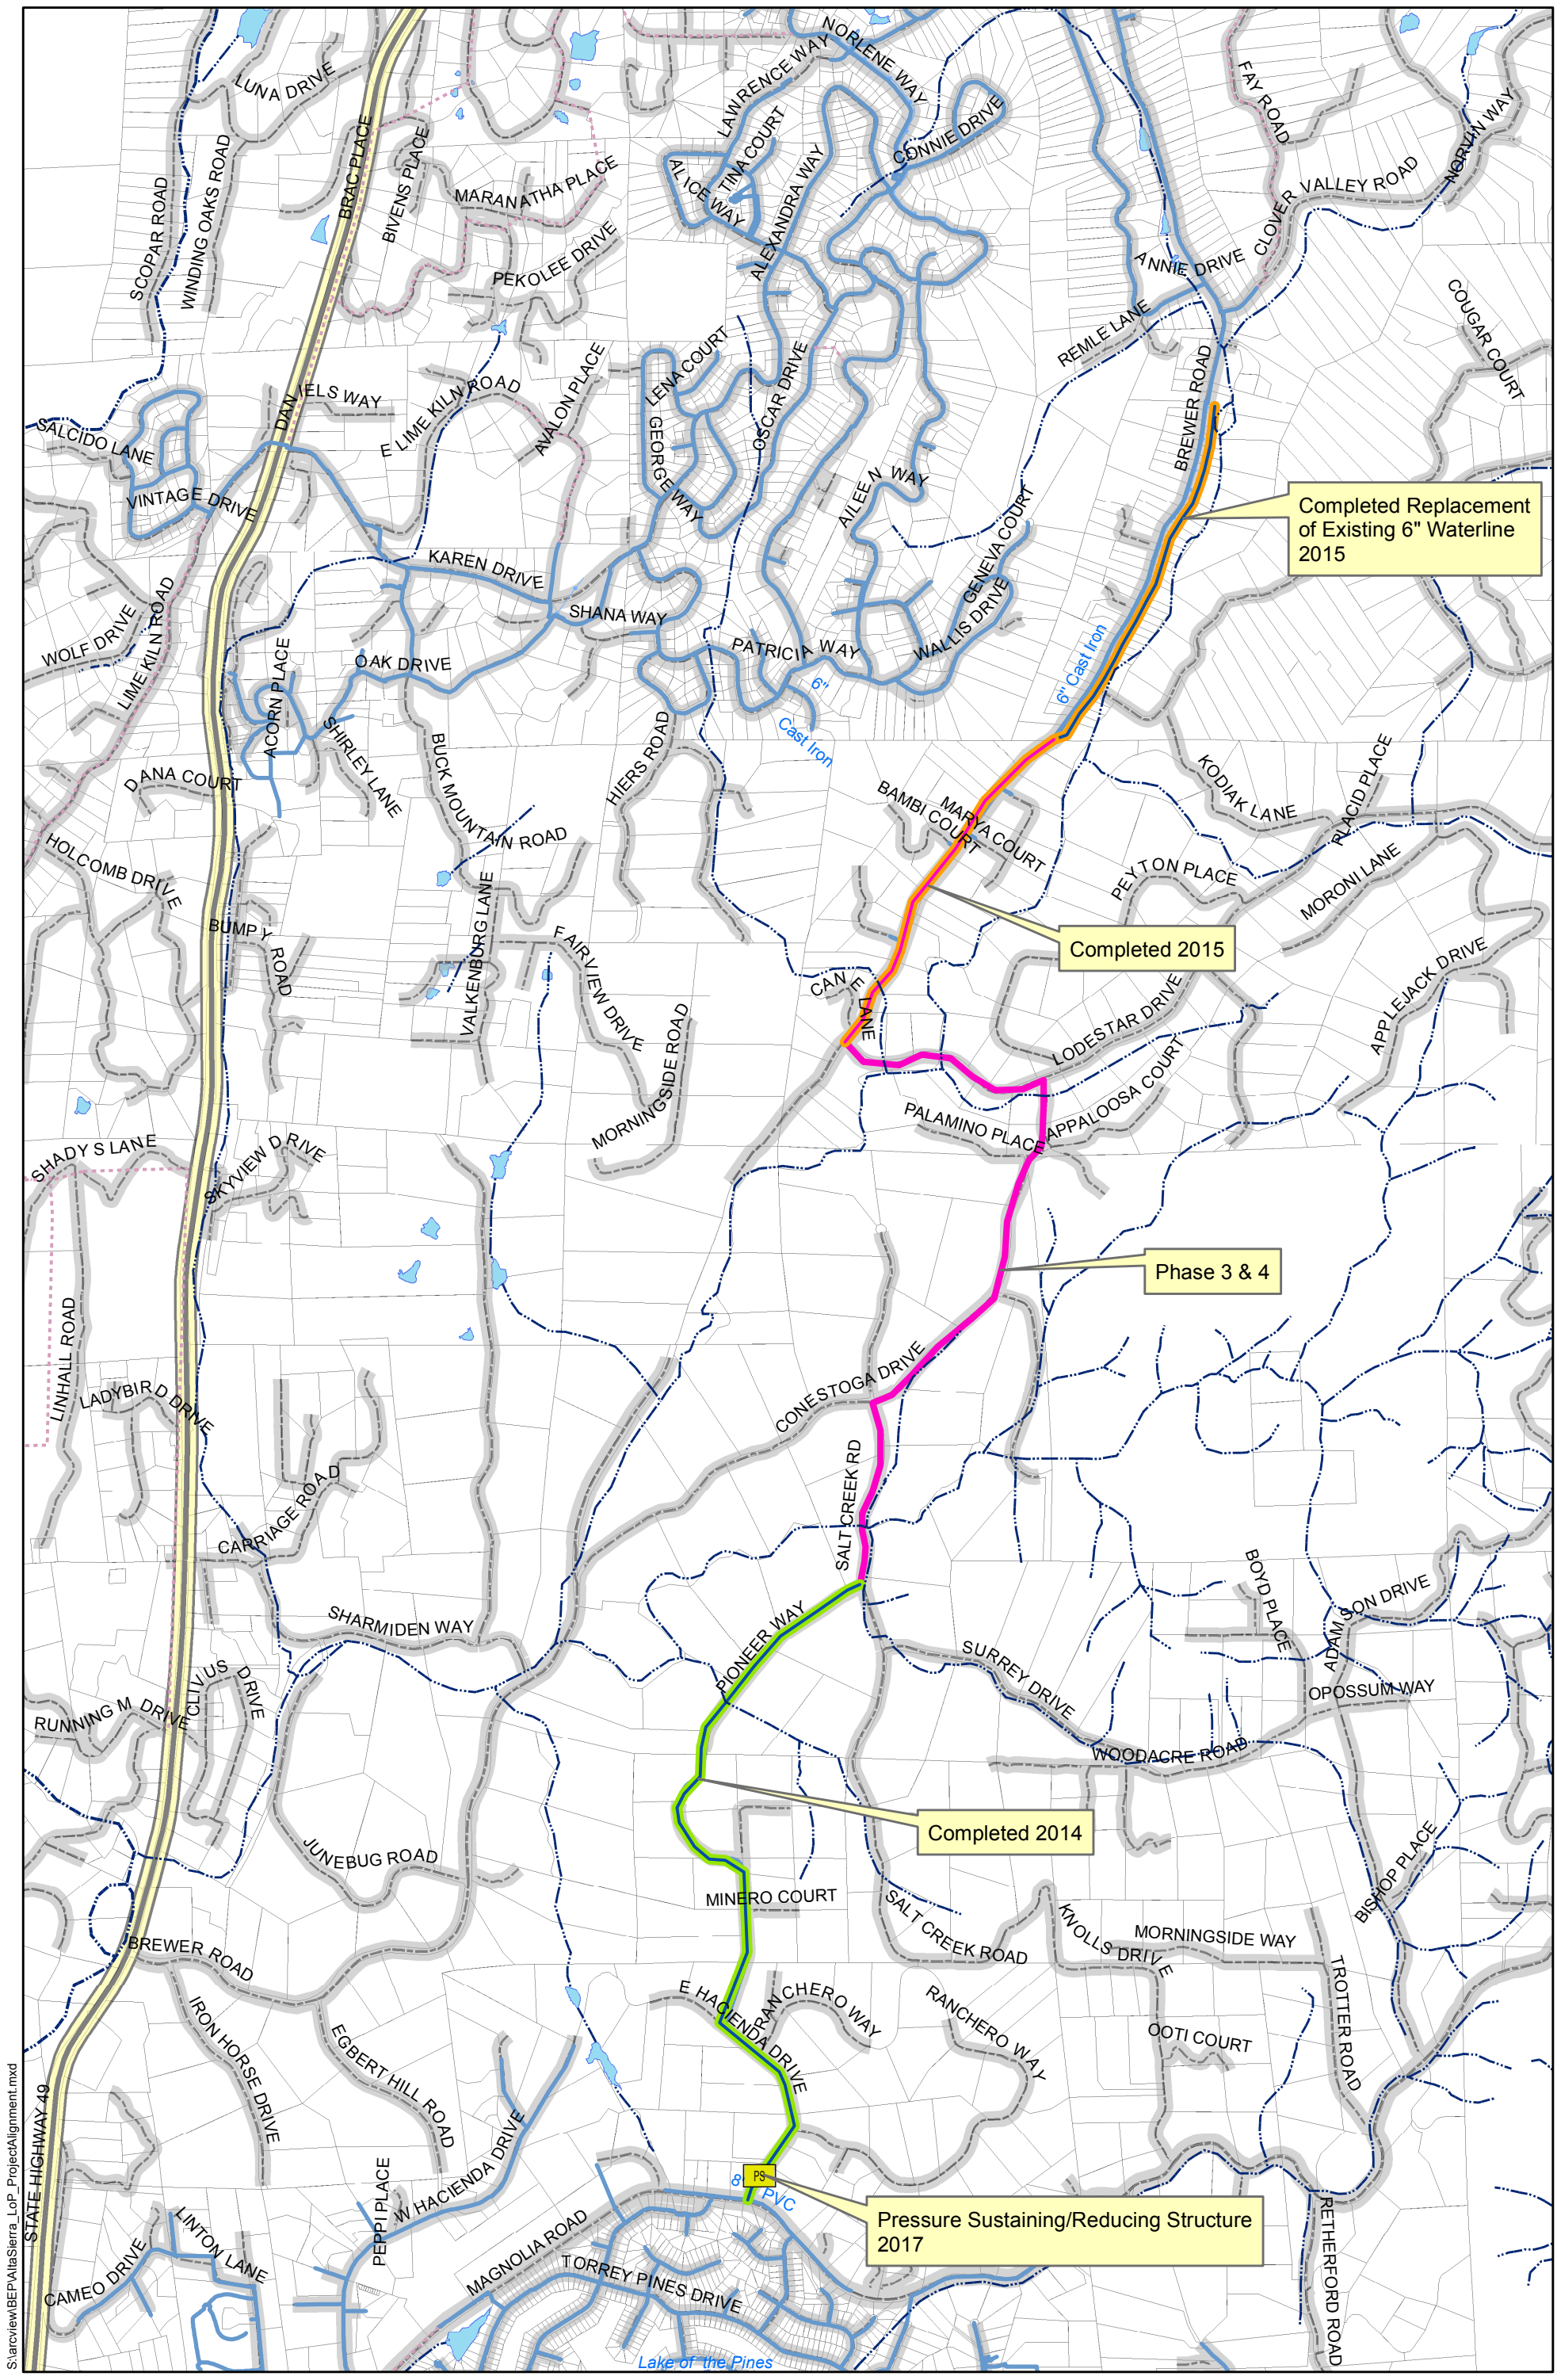 LUNA DRIVE
SCOPAR ROAD
WINDING OAKS ROAD
BRAC PLACE
BIVENS PLACE
MARANATHA PLACE
PEKOLEE DRIVE
LAWRENCE WAY
NORLENE WAY
TINA COURT
ALICE WAY
ALEXANDRA WAY
CONNIE DRIVE
FAY ROAD
NORVIN WAY
CLOVER VALLEY ROAD
ANNIE DRIVE
REMLE LANE
COUGAR COURT
BREWER ROAD
DANIELS WAY
E LIME KILN ROAD
AVALON PLACE
LENA COURT
GEORGE WAY
OSCAR DRIVE
AILEEN WAY
GENEVA COURT
WALLIS DRIVE
SALCIDO LANE
VINTAGE DRIVE
KAREN DRIVE
SHANA WAY
PATRICIA WAY
OAK DRIVE
WOLF DRIVE
LIME KILN ROAD
ACORN PLACE
SHIRLEY LANE
DANA COURT
6"
Cast Iron
6" Cast Iron
Completed Replacement
of Existing 6" Waterline
2015
BUCK MOUNTAIN ROAD
HIERS ROAD
BAMBI COURT
MARYA COURT
KODIAK LANE
PLACID PLACE
PEYTON PLACE
MORONI LANE
HOLCOMB DRIVE
BUMPY ROAD
VALKENBURG LANE
FAIRVIEW DRIVE
MORNINGSIDE ROAD
CANE LANE
Completed 2015
LODESTAR DRIVE
APPLEJACK DRIVE
PALAMINO PLACE
APPALOOSA COURT
SHADYS LANE
SKYVIEW DRIVE
Phase 3 & 4
LINHALL ROAD
LADYBIRD DRIVE
CONESTOGA DRIVE
SALT CREEK RD
CARRIAGE ROAD
SHARMIDEN WAY
PIONEER WAY
SURREY DRIVE
BOYD PLACE
ADAMSON DRIVE
OPOSSUM WAY
WOODACRE ROAD
RUNNING M DRIVE
CLIVUS DRIVE
Completed 2014
JUNEBUG ROAD
MINERO COURT
SALT CREEK ROAD
KNOLLS DRIVE
MORNINGSIDE WAY
BISHOP PLACE
TROTTER ROAD
BREWER ROAD
IRON HORSE DRIVE
EGBERT HILL ROAD
E HACIENDA DRIVE
RANCHERO WAY
RANCHERO WAY
OOTI COURT
STATE HIGHWAY 49
PEPPI PLACE
W HACIENDA DRIVE
PS
8" PVC
Pressure Sustaining/Reducing Structure
2017
CAMEO DRIVE
LINTON LANE
MAGNOLIA ROAD
TORREY PINES DRIVE
RETHERFORD ROAD
Lake of the Pines
S:\arcview\BEP\AltaSierra_LoP_ProjectAlignment.mxd